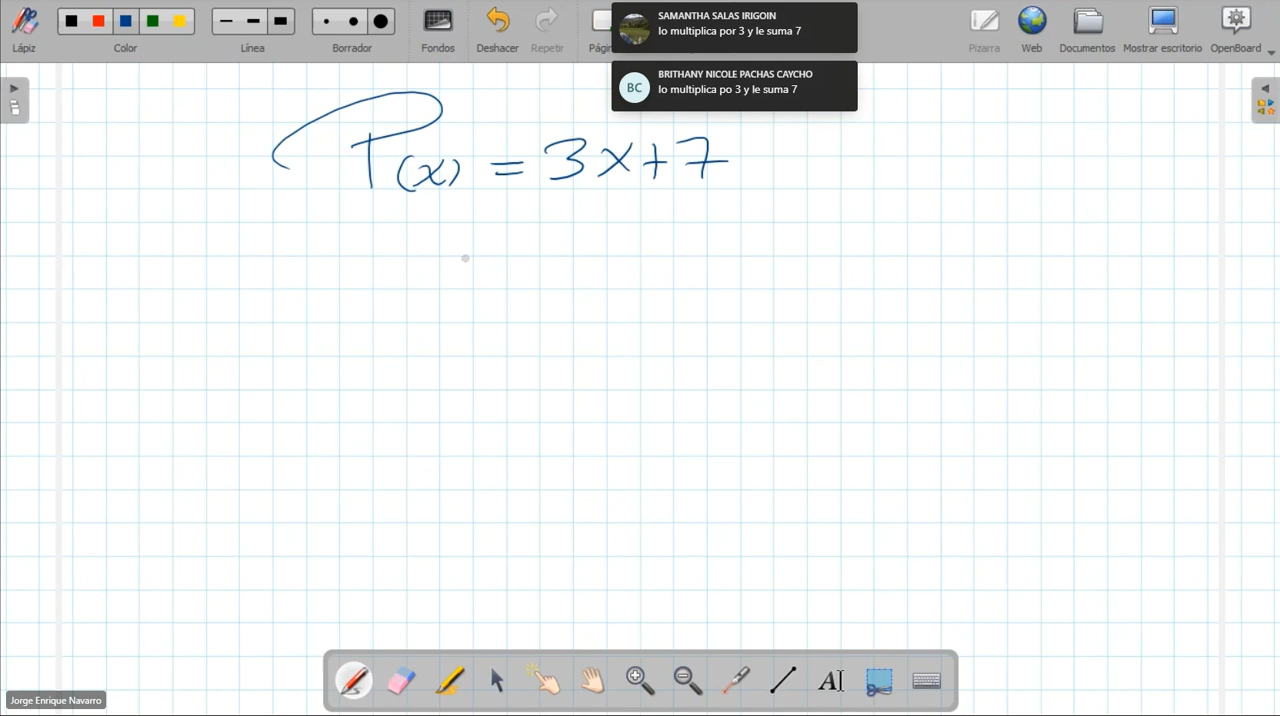 SAMANTHA SALAS IRIGOIN
lo multiplica por 3 y le suma 7
BRITHANY NICOLE PACHAS CAYCHO
BC
lo multiplica po 3 y le suma 7
Lápiz
Color
Línea
Borrador
Fondos
Deshacer
Repetir
Págin
Pizarra
Web
Documentos
Mostrar escritorio
OpenBoard
P(x) = 3x+7
AI
Jorge Enrique Navarro